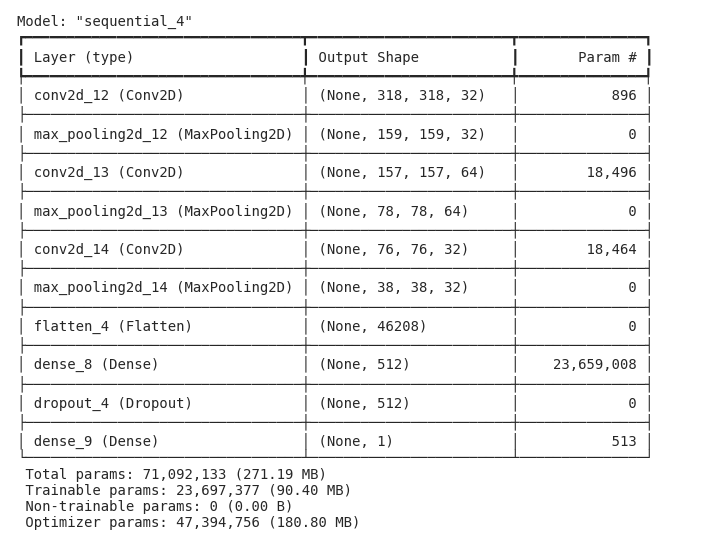 Model: "sequential_4"
Layer (type) Output Shape Param #
conv2d_12 (Conv2D) (None, 318, 318, 32) 896
max_pooling2d_12 (MaxPooling2D) (None, 159, 159, 32) 0
conv2d_13 (Conv2D) (None, 157, 157, 64) 18,496
max_pooling2d_13 (MaxPooling2D) (None, 78, 78, 64) 0
conv2d_14 (Conv2D) (None, 76, 76, 32) 18,464
max_pooling2d_14 (MaxPooling2D) (None, 38, 38, 32) 0
flatten_4 (Flatten) (None, 46208) 0
dense_8 (Dense) (None, 512) 23,659,008
dropout_4 (Dropout) (None, 512) 0
dense_9 (Dense) (None, 1) 513
Total params: 71,092,133 (271.19 MB)
Trainable params: 23,697,377 (90.40 MB)
Non-trainable params: 0 (0.00 B)
Optimizer params: 47,394,756 (180.80 MB)